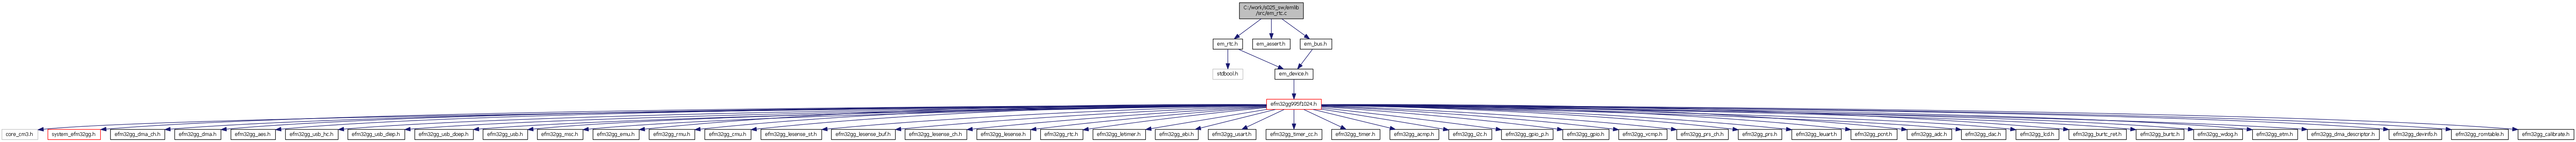 C:/work/s025_sw/emlib
/src/em_rtc.c
em_rtc.h
em_assert.h
em_bus.h
stdbool.h
em_device.h
efm32gg995f1024.h
core_cm3.h
system_efm32gg.h
efm32gg_dma_ch.h
efm32gg_dma.h
efm32gg_aes.h
efm32gg_usb_hc.h
efm32gg_usb_diep.h
efm32gg_usb_doep.h
efm32gg_usb.h
efm32gg_msc.h
efm32gg_emu.h
efm32gg_rmu.h
efm32gg_cmu.h
efm32gg_lesense_st.h
efm32gg_lesense_buf.h
efm32gg_lesense_ch.h
efm32gg_lesense.h
efm32gg_rtc.h
efm32gg_letimer.h
efm32gg_ebi.h
efm32gg_usart.h
efm32gg_timer_cc.h
efm32gg_timer.h
efm32gg_acmp.h
efm32gg_i2c.h
efm32gg_gpio_p.h
efm32gg_gpio.h
efm32gg_vcmp.h
efm32gg_prs_ch.h
efm32gg_prs.h
efm32gg_leuart.h
efm32gg_pcnt.h
efm32gg_adc.h
efm32gg_dac.h
efm32gg_lcd.h
efm32gg_burtc_ret.h
efm32gg_burtc.h
efm32gg_wdog.h
efm32gg_etm.h
efm32gg_dma_descriptor.h
efm32gg_devinfo.h
efm32gg_romtable.h
efm32gg_calibrate.h